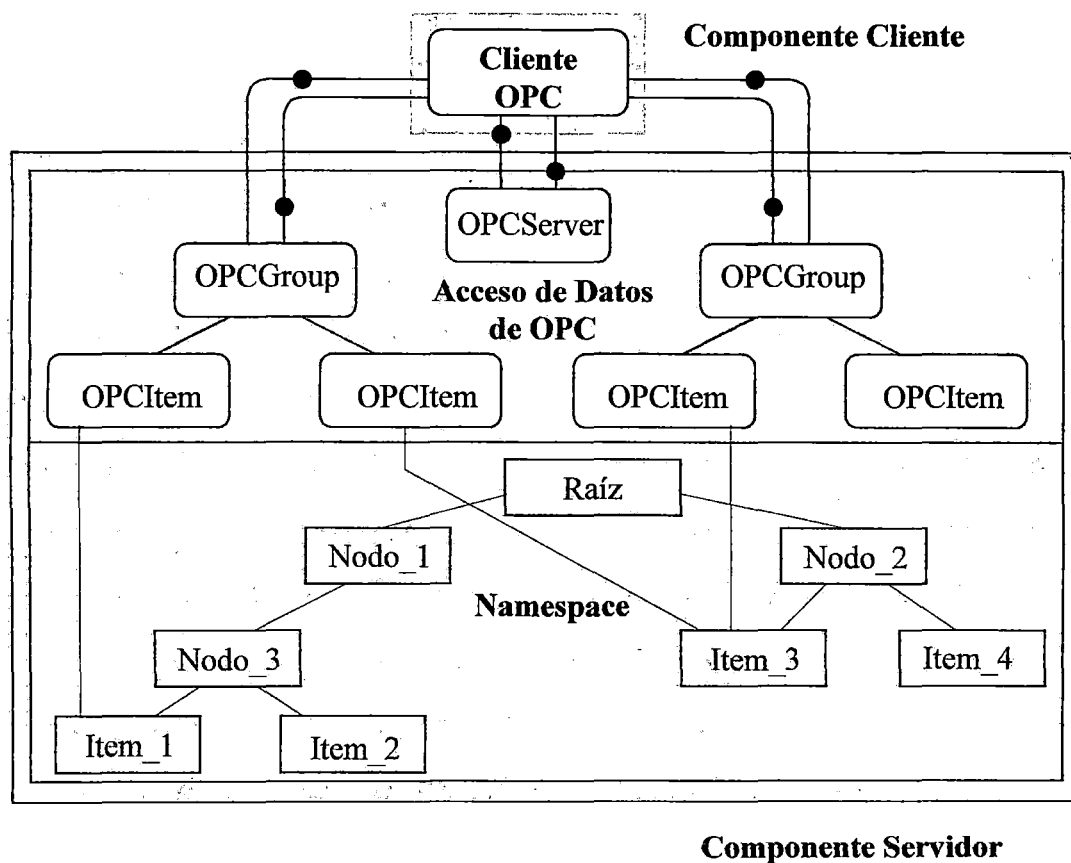 Componente Cliente
Cliente
OPC
OPCServer
OPCGroup
OPCGroup
Acceso de Datos
de OPC
OPCItem
OPCItem
OPCItem
OPCItem
Raíz
Nodo_1
Nodo_2
Namespace
Nodo_3
Item_3
Item_4
Item_1
Item_2
Componente Servidor